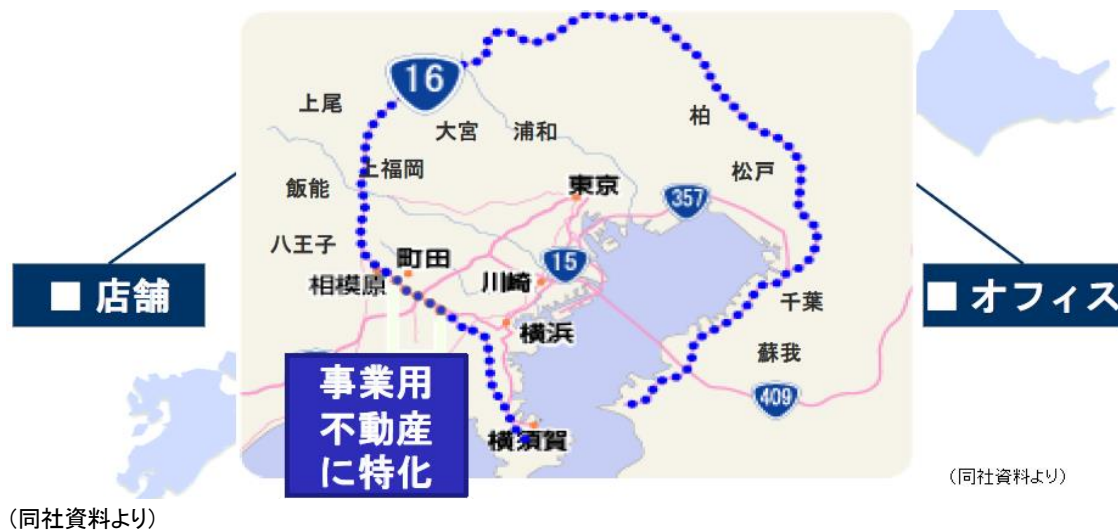 16
上尾
大宮
浦和
柏
上福岡
松戸
飯能
東京
357
八王子
町田
15
相模原
川崎
■ 店舗
■ オフィス
千葉
横浜
蘇我
事業用
不動産
に特化
409
横須賀
（同社資料より）
（同社資料より）